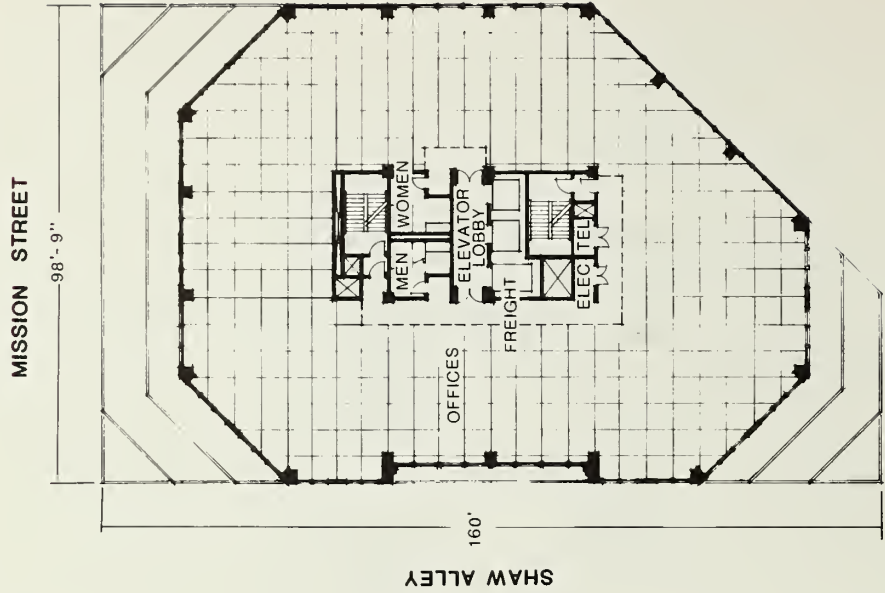 MISSION STREET
98'-9"
WOMEN
MEN
ELEVATOR
LOBBY
TEL.
ELEC.
FREIGHT
OFFICES
160'
SHAW ALLEY